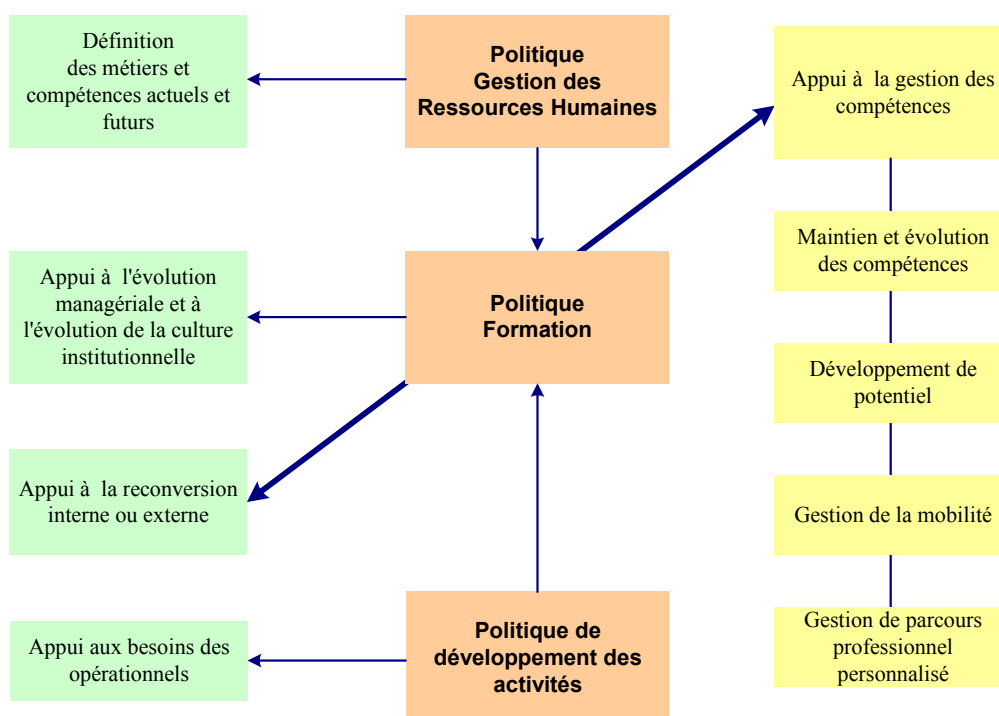 Définition
des métiers et
compétences actuels et
futurs
Politique
Gestion des
Ressources Humaines
Appui à  la gestion des
compétences
Appui à  l'évolution
managériale et à
l'évolution de la culture
institutionnelle
Politique
Formation
Maintien et évolution
des compétences
Développement de
potentiel
Appui à  la reconversion
interne ou externe
Gestion de la mobilité
Appui aux besoins des
opérationnels
Politique de
développement des
activités
Gestion de parcours
professionnel
personnalisé